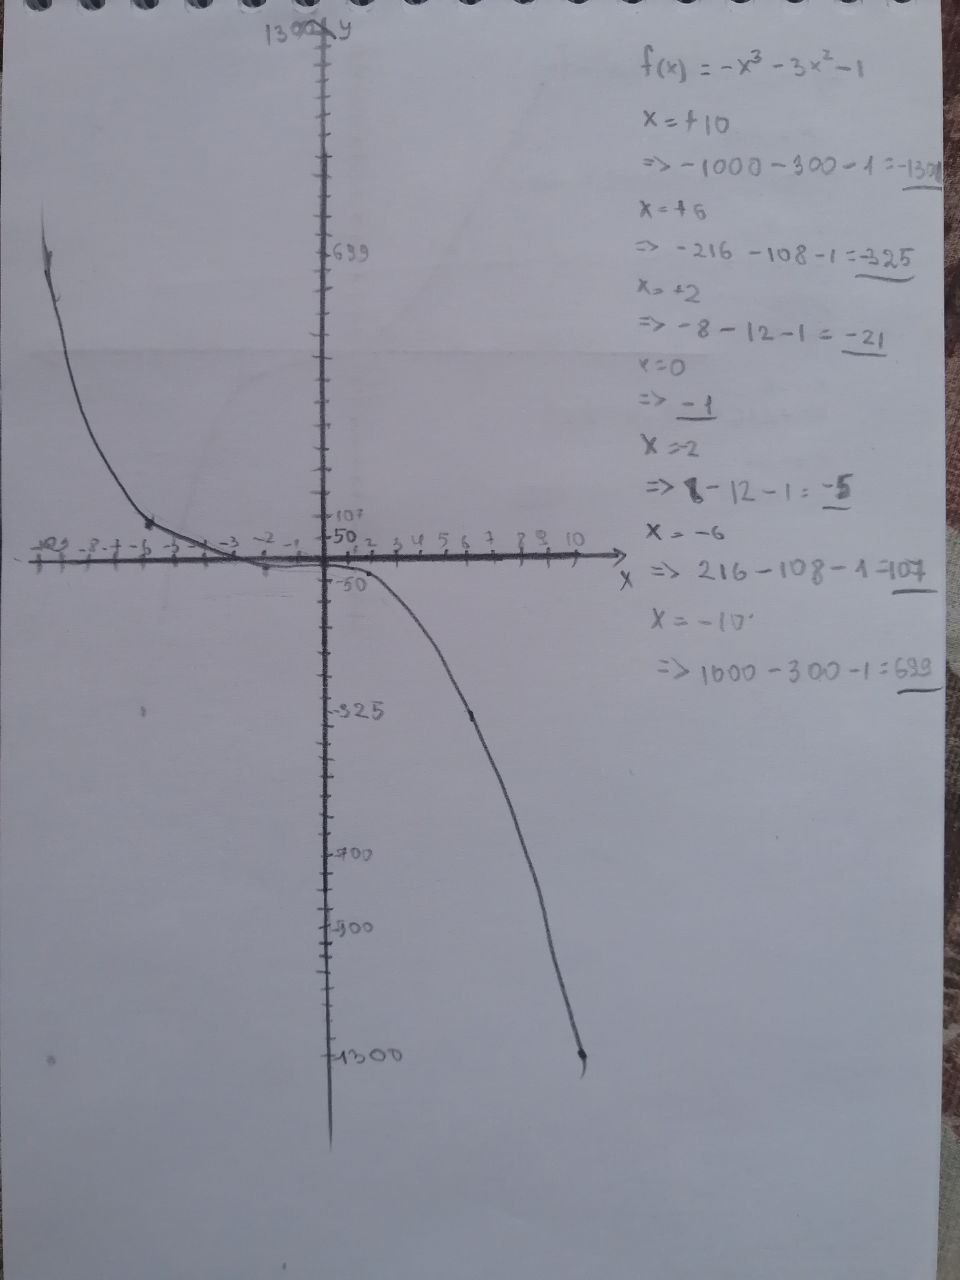 1300 y
f(x) = -x³ - 3x² - 1
x = +10
=> -1000 - 300 - 1 = -1301
x = +6
=> -216 - 108 - 1 = -325
x = +2
=> -8 - 12 - 1 = -21
x = 0
=> -1
x = -2
=> 8 - 12 - 1 = -5
x = -6
=> 216 - 108 - 1 = 107
x = -10
=> 1000 - 300 - 1 = 699
699
107
50
-10 -9 -8 -7 -6 -5 -4 -3 -2 -1 1 2 3 4 5 6 7 8 9 10
x
-50
-325
-700
-900
-1300